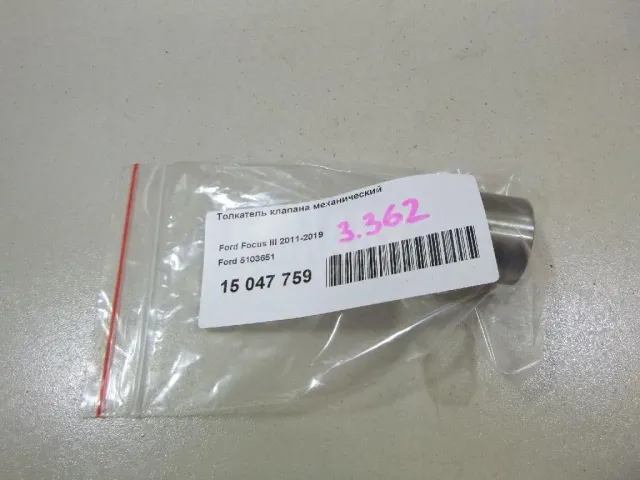 Толкатель клапана механический
3.362
Ford Focus III 2011-2019
Ford 5103651
15 047 759